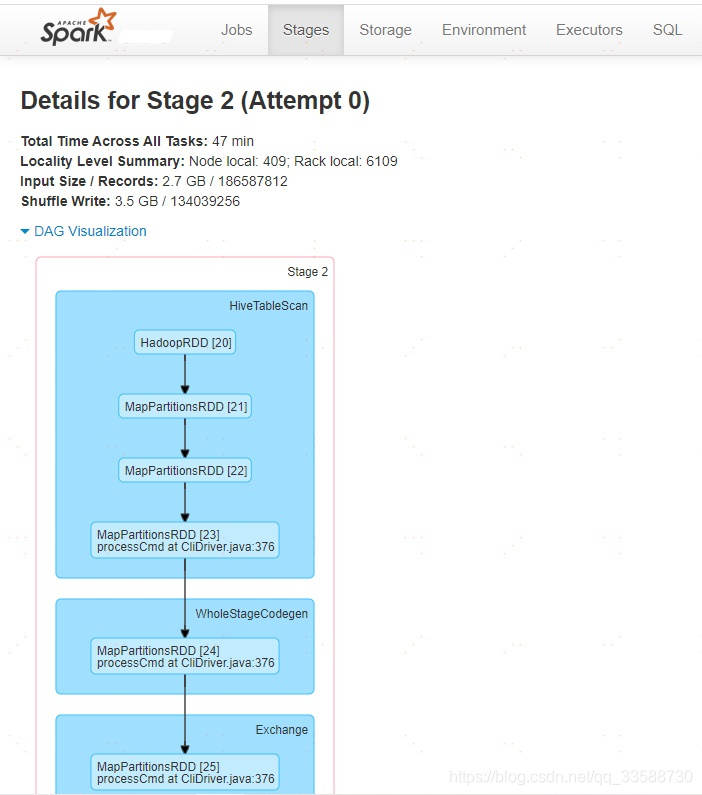 APACHE
Spark
Jobs
Stages
Storage
Environment
Executors
SQL
Details for Stage 2 (Attempt 0)
Total Time Across All Tasks: 47 min
Locality Level Summary: Node local: 409; Rack local: 6109
Input Size / Records: 2.7 GB / 186587812
Shuffle Write: 3.5 GB / 134039256
DAG Visualization
Stage 2
HiveTableScan
HadoopRDD [20]
MapPartitionsRDD [21]
MapPartitionsRDD [22]
MapPartitionsRDD [23]
processCmd at CliDriver.java:376
WholeStageCodegen
MapPartitionsRDD [24]
processCmd at CliDriver.java:376
Exchange
MapPartitionsRDD [25]
processCmd at CliDriver.java:376
https://blog.csdn.net/qq_33588730